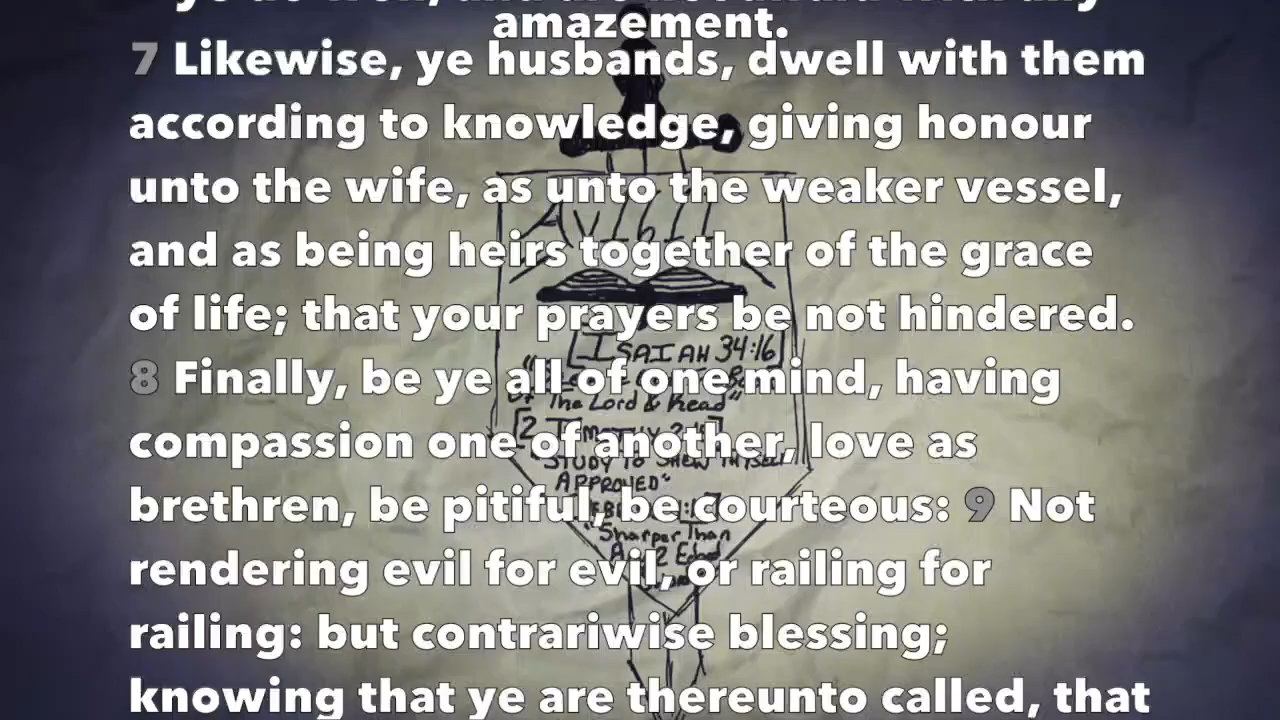 amazement.
7 Likewise, ye husbands, dwell with them
according to knowledge, giving honour
unto the wife, as unto the weaker vessel,
and as being heirs together of the grace
of life; that your prayers be not hindered.
[ISAIAH 34:16]
8 Finally, be ye all of one mind, having
The Lord & Read"
compassion one of another, love as
"STUDY TO SHEW THYSELF
APPROVED"
brethren, be pitiful, be courteous: 9 Not
"Sharper Than
rendering evil for evil, or railing for
railing: but contrariwise blessing;
knowing that ye are thereunto called, that